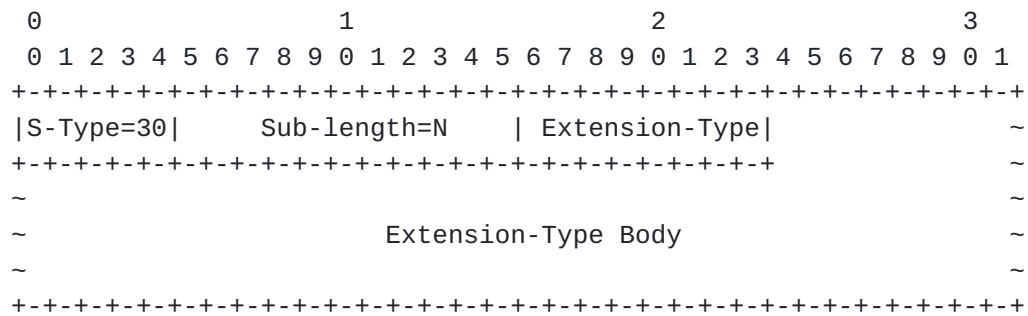 0                   1                   2                   3
 0 1 2 3 4 5 6 7 8 9 0 1 2 3 4 5 6 7 8 9 0 1 2 3 4 5 6 7 8 9 0 1
+-+-+-+-+-+-+-+-+-+-+-+-+-+-+-+-+-+-+-+-+-+-+-+-+-+-+-+-+-+-+-+-+
|S-Type=30|     Sub-length=N    | Extension-Type|               ~
+-+-+-+-+-+-+-+-+-+-+-+-+-+-+-+-+-+-+-+-+-+-+-+-+               ~
~                                                               ~
~                       Extension-Type Body                     ~
~                                                               ~
+-+-+-+-+-+-+-+-+-+-+-+-+-+-+-+-+-+-+-+-+-+-+-+-+-+-+-+-+-+-+-+-+